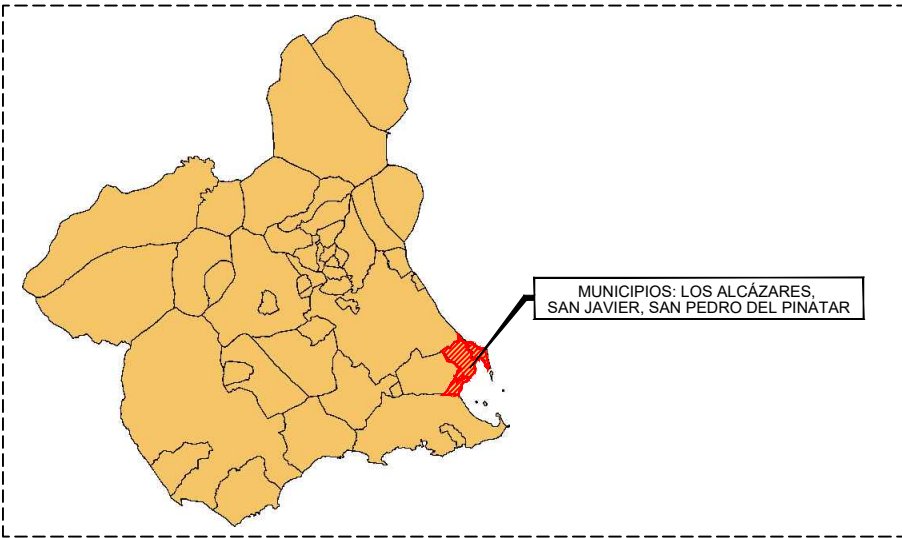 MUNICIPIOS: LOS ALCÁZARES,
SAN JAVIER, SAN PEDRO DEL PINATAR